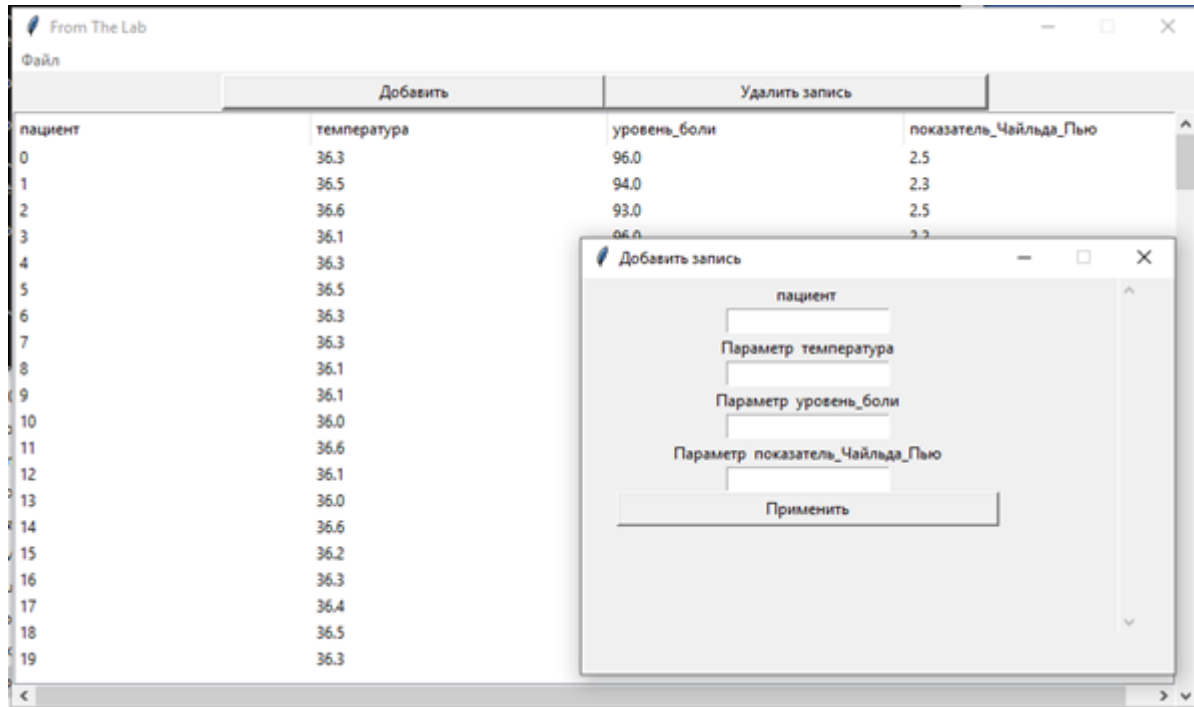 From The Lab
Файл
Добавить Удалить запись
пациент температура уровень_боли показатель_Чайльда_Пью
0 36.3 96.0 2.5
1 36.5 94.0 2.3
2 36.6 93.0 2.5
3 36.1
4 36.3
5 36.5
6 36.3
7 36.3
8 36.1
9 36.1
10 36.0
11 36.6
12 36.1
13 36.0
14 36.6
15 36.2
16 36.3
17 36.4
18 36.5
19 36.3
Добавить запись
пациент
Параметр температура
Параметр уровень_боли
Параметр показатель_Чайльда_Пью
Применить